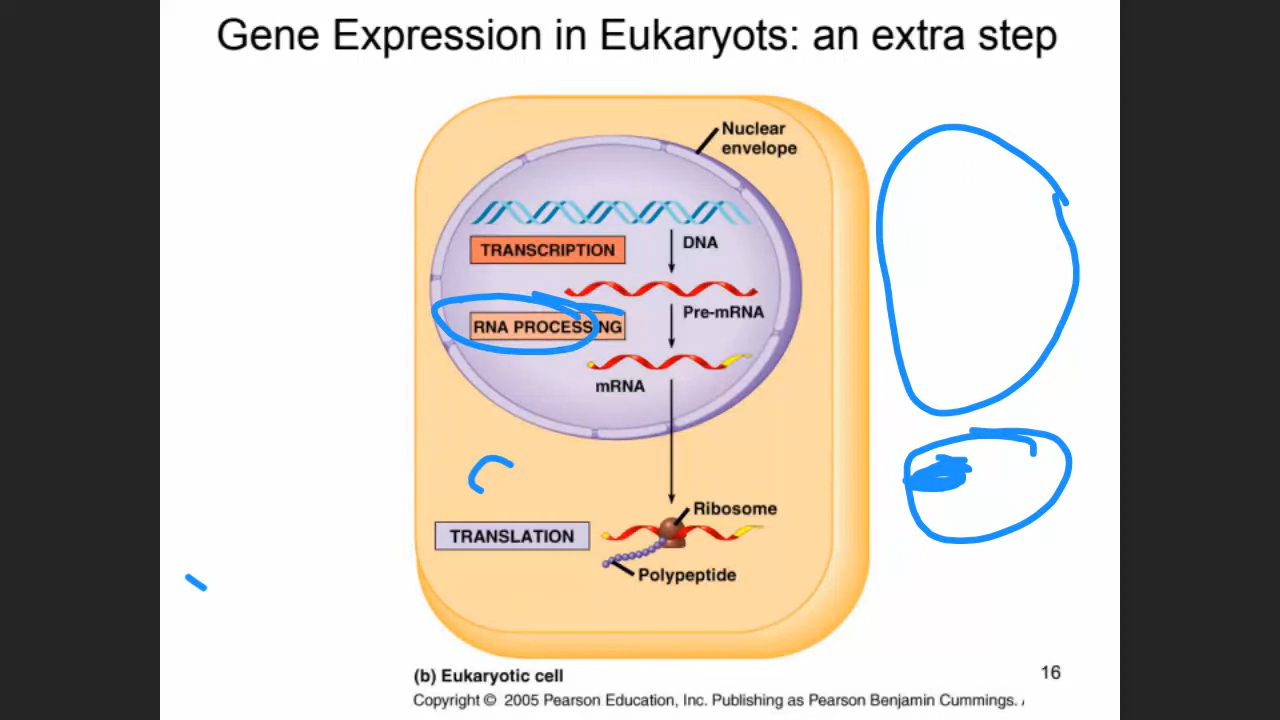 Gene Expression in Eukaryots: an extra step
Nuclear
envelope
DNA
TRANSCRIPTION
Pre-mRNA
RNA PROCESSING
mRNA
Ribosome
TRANSLATION
Polypeptide
(b) Eukaryotic cell
16
Copyright © 2005 Pearson Education, Inc. Publishing as Pearson Benjamin Cummings.